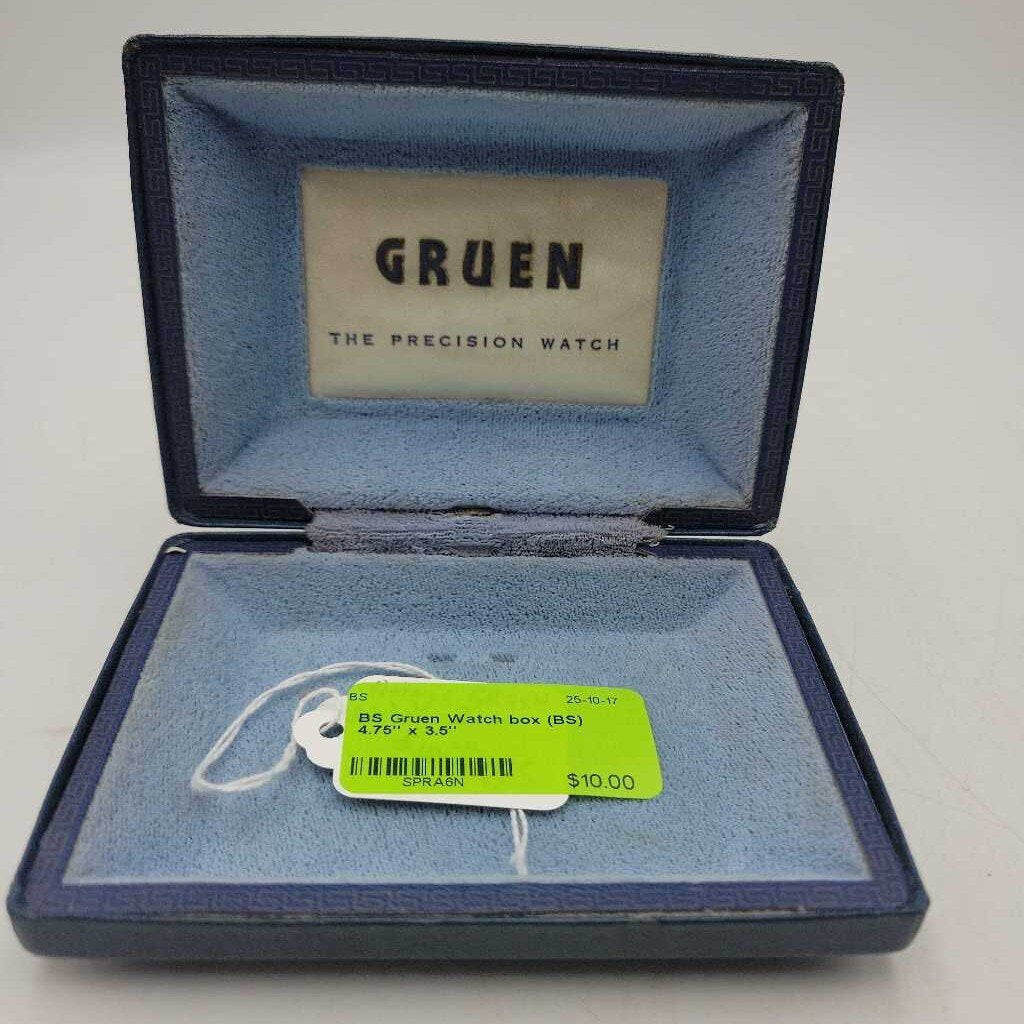 GRUEN
THE PRECISION WATCH
BS 25-10-17
BS Gruen Watch box (BS)
4.75" x 3.5"
SPRA6N $10.00